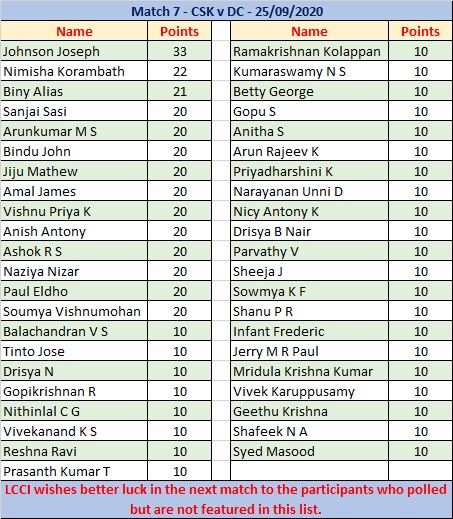 Match 7 - CSK v DC - 25/09/2020
Name Points Name Points
Johnson Joseph 33 Ramakrishnan Kolappan 10
Nimisha Korambath 22 Kumaraswamy N S 10
Biny Alias 21 Betty George 10
Sanjai Sasi 20 Gopu S 10
Arunkumar M S 20 Anitha S 10
Bindu John 20 Arun Rajeev K 10
Jiju Mathew 20 Priyadharshini K 10
Amal James 20 Narayanan Unni D 10
Vishnu Priya K 20 Nicy Antony K 10
Anish Antony 20 Drisya B Nair 10
Ashok R S 20 Parvathy V 10
Naziya Nizar 20 Sheeja J 10
Paul Eldho 20 Sowmya K F 10
Soumya Vishnumohan 20 Shanu P R 10
Balachandran V S 10 Infant Frederic 10
Tinto Jose 10 Jerry M R Paul 10
Drisya N 10 Mridula Krishna Kumar 10
Gopikrishnan R 10 Vivek Karuppusamy 10
Nithinlal C G 10 Geethu Krishna 10
Vivekanand K S 10 Shafeek N A 10
Reshna Ravi 10 Syed Masood 10
Prasanth Kumar T 10
LCCI wishes better luck in the next match to the participants who polled
but are not featured in this list.